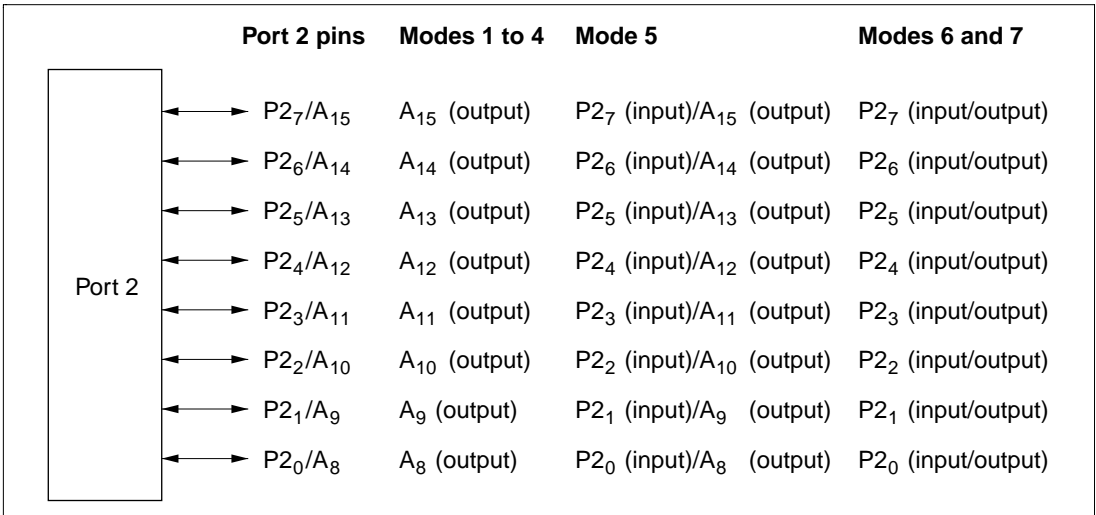 Port 2 pins Modes 1 to 4 Mode 5 Modes 6 and 7
P2₇/A₁₅ A₁₅ (output) P2₇ (input)/A₁₅ (output) P2₇ (input/output)
P2₆/A₁₄ A₁₄ (output) P2₆ (input)/A₁₄ (output) P2₆ (input/output)
P2₅/A₁₃ A₁₃ (output) P2₅ (input)/A₁₃ (output) P2₅ (input/output)
P2₄/A₁₂ A₁₂ (output) P2₄ (input)/A₁₂ (output) P2₄ (input/output)
Port 2
P2₃/A₁₁ A₁₁ (output) P2₃ (input)/A₁₁ (output) P2₃ (input/output)
P2₂/A₁₀ A₁₀ (output) P2₂ (input)/A₁₀ (output) P2₂ (input/output)
P2₁/A₉ A₉ (output) P2₁ (input)/A₉ (output) P2₁ (input/output)
P2₀/A₈ A₈ (output) P2₀ (input)/A₈ (output) P2₀ (input/output)